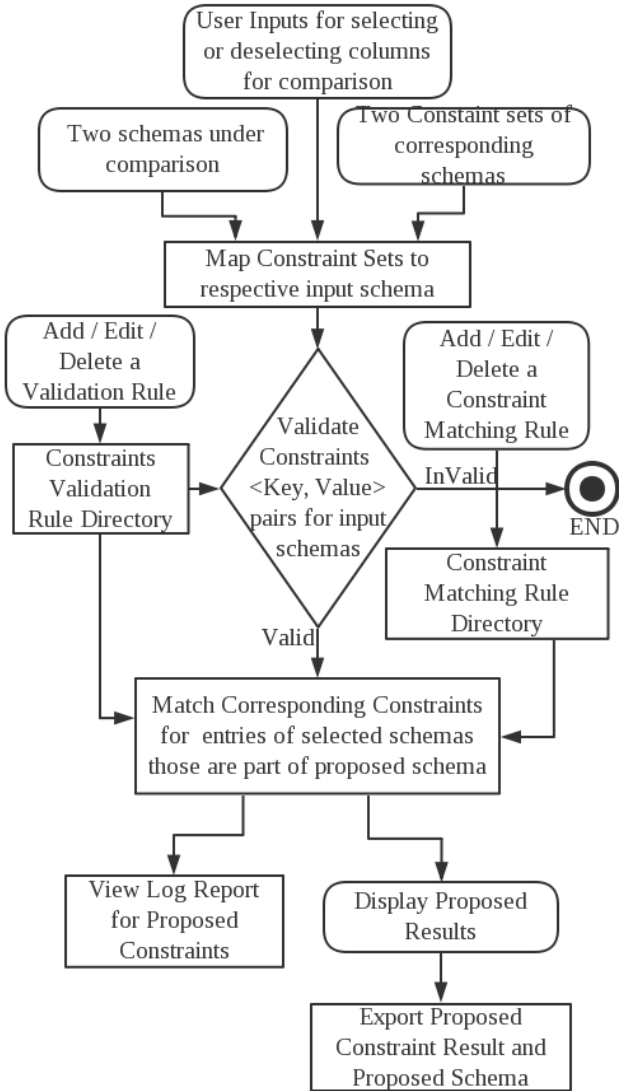 User Inputs for selecting
or deselecting columns
for comparison
Two schemas under
comparison
Two Constaint sets of
corresponding
schemas
Map Constraint Sets to
respective input schema
Add / Edit /
Delete a
Validation Rule
Add / Edit /
Delete a
Constraint
Matching Rule
Validate
Constraints
<Key, Value>
pairs for input
schemas
Constraints
Validation
Rule Directory
InValid
END
Constraint
Matching Rule
Directory
Valid
Match Corresponding Constraints
for entries of selected schemas
those are part of proposed schema
View Log Report
for Proposed
Constraints
Display Proposed
Results
Export Proposed
Constraint Result and
Proposed Schema